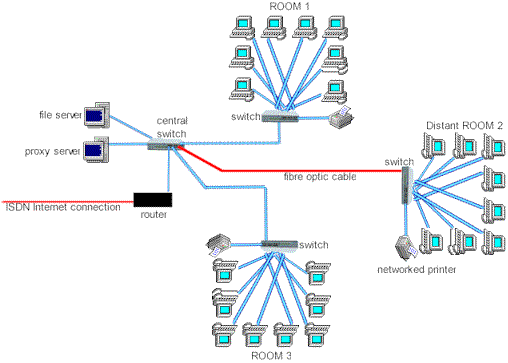 ROOM 1
file server
central
switch
switch
Distant ROOM 2
proxy server
switch
fibre optic cable
ISDN Internet connection
router
switch
networked printer
ROOM 3